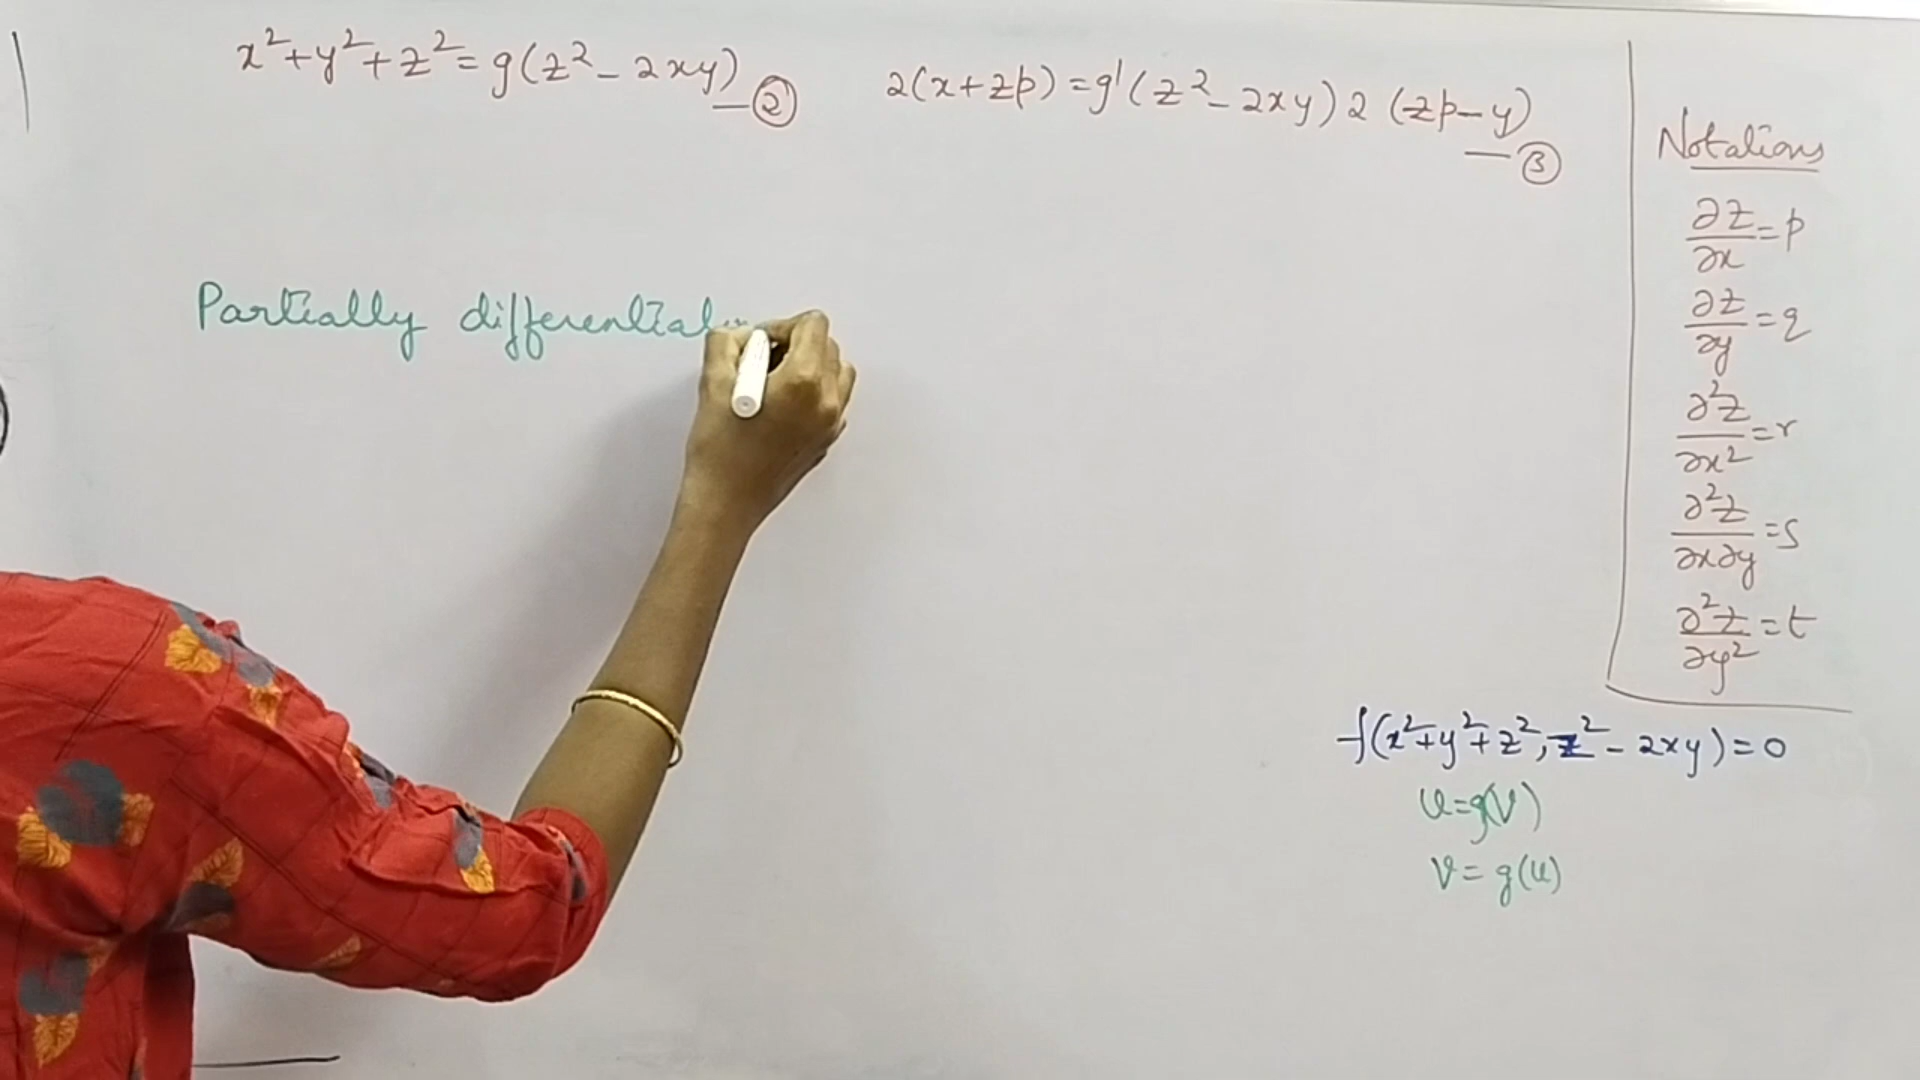 x²+y²+z²=g(z²-2xy) —②
2(x+zp)=g'(z²-2xy)2(zp-y) —③
Partially differential
Notations
∂z/∂x=p
∂z/∂y=q
∂²z/∂x²=r
∂²z/∂x∂y=s
∂²z/∂y²=t
f(x²+y²+z²,z²-2xy)=0
u=g(v)
v=g(u)